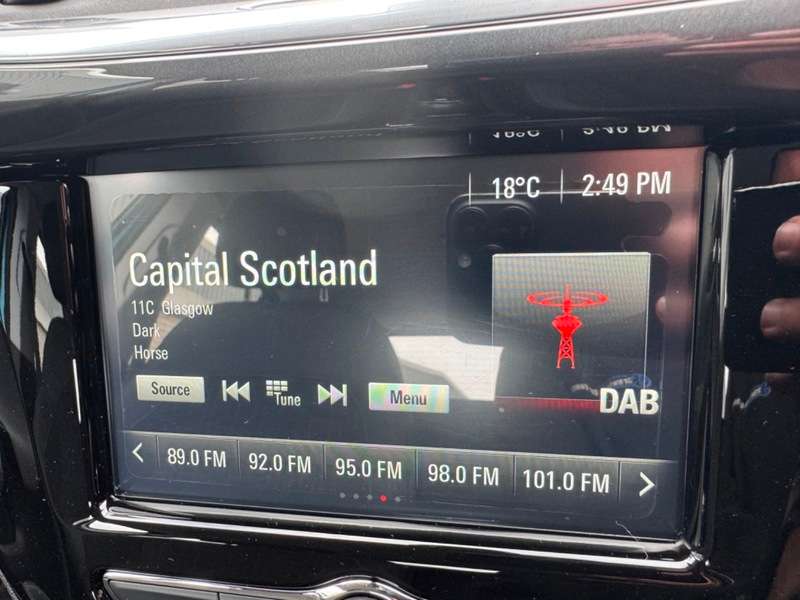 18°C 2:49 PM
Capital Scotland
11C Glasgow
Dark
Horse
Source Tune Menu
DAB
89.0 FM 92.0 FM 95.0 FM 98.0 FM 101.0 FM